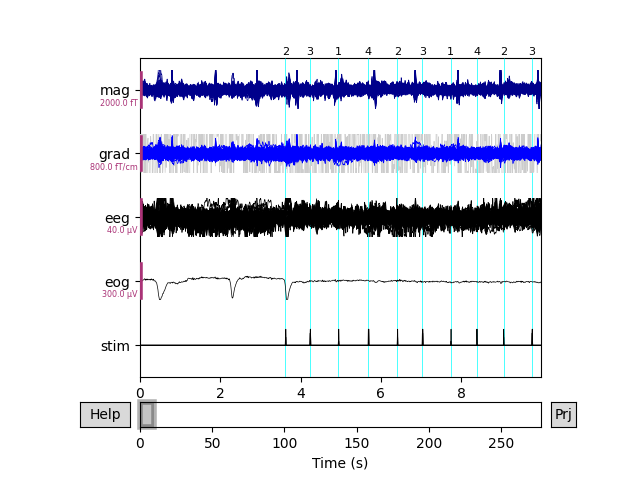 2 3 1 4 2 3 1 4 2 3
mag
2000.0 fT
grad
800.0 fT/cm
eeg
40.0 µV
eog
300.0 µV
stim
0 2 4 6 8
Help Prj
0 50 100 150 200 250
Time (s)